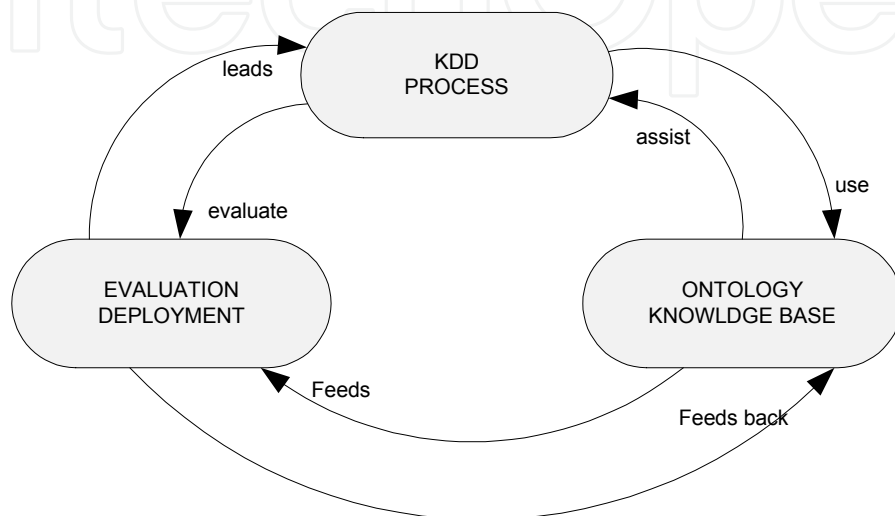 KDD
PROCESS
leads
assist
use
evaluate
EVALUATION
DEPLOYMENT
ONTOLOGY
KNOWLDGE BASE
Feeds
Feeds back